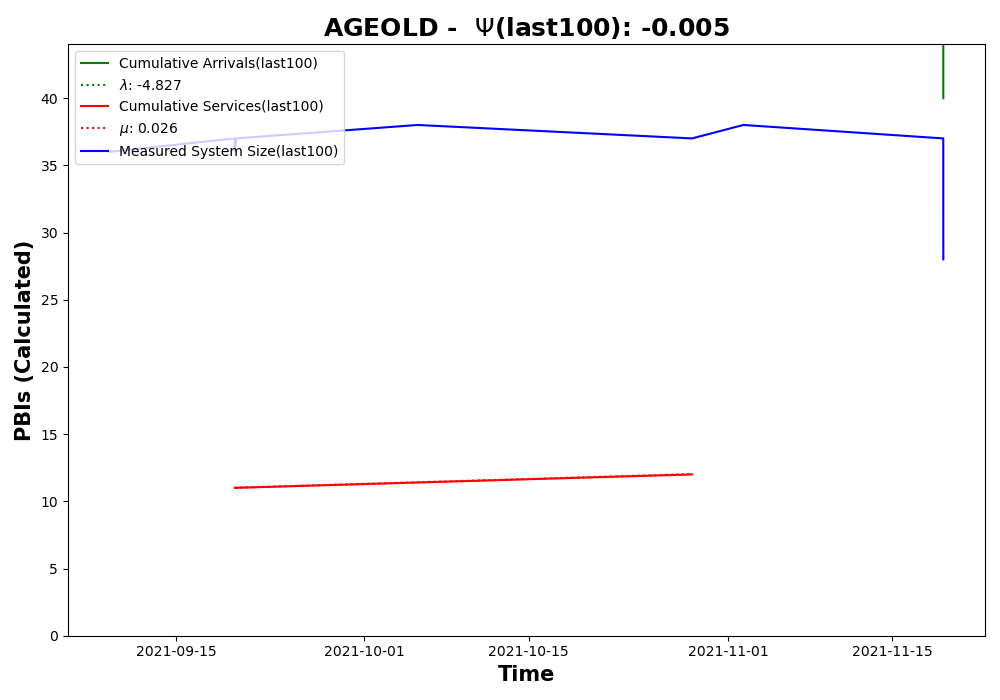 AGEOLD - Ψ(last100): -0.005
Cumulative Arrivals(last100)
λ: -4.827
Cumulative Services(last100)
μ: 0.026
Measured System Size(last100)
PBIs (Calculated)
40
35
30
25
20
15
10
5
0
2021-09-15 2021-10-01 2021-10-15 2021-11-01 2021-11-15
Time